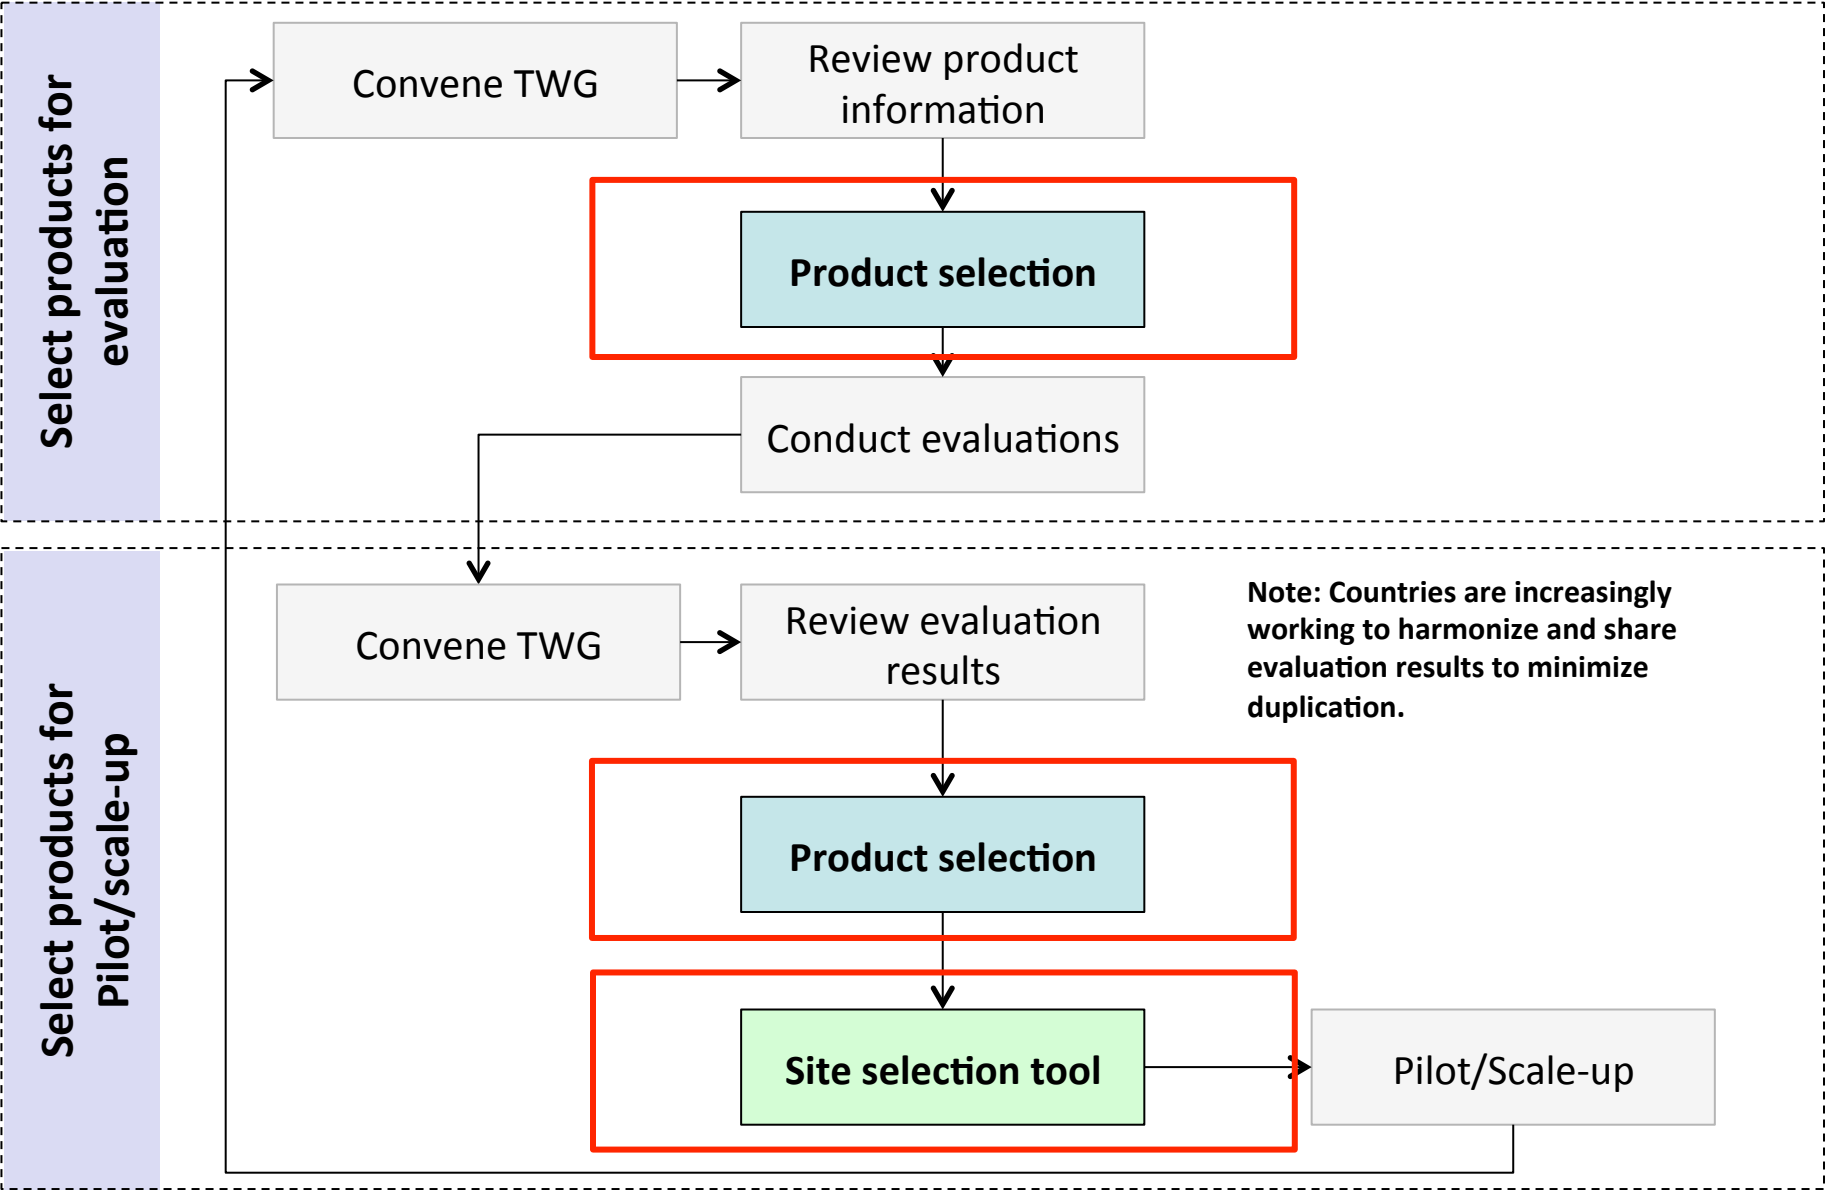 Select products for
evaluation
Convene TWG
Review product
information
Product selection
Conduct evaluations
Select products for
Pilot/scale-up
Convene TWG
Review evaluation
results
Note: Countries are increasingly
working to harmonize and share
evaluation results to minimize
duplication.
Product selection
Site selection tool
Pilot/Scale-up